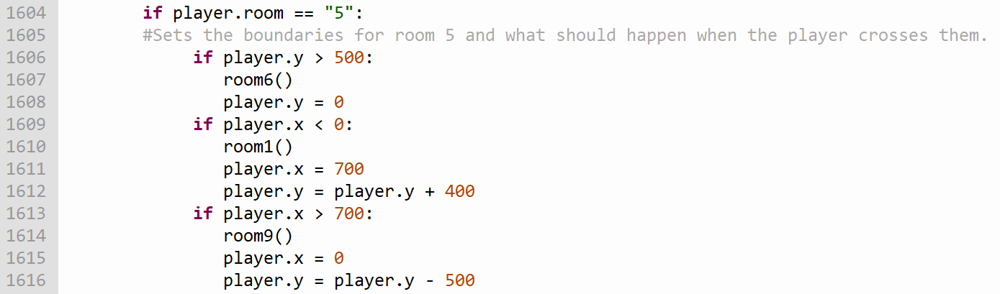 1604 if player.room == "5":
1605 #Sets the boundaries for room 5 and what should happen when the player crosses them.
1606 if player.y > 500:
1607 room6()
1608 player.y = 0
1609 if player.x < 0:
1610 room1()
1611 player.x = 700
1612 player.y = player.y + 400
1613 if player.x > 700:
1614 room9()
1615 player.x = 0
1616 player.y = player.y - 500